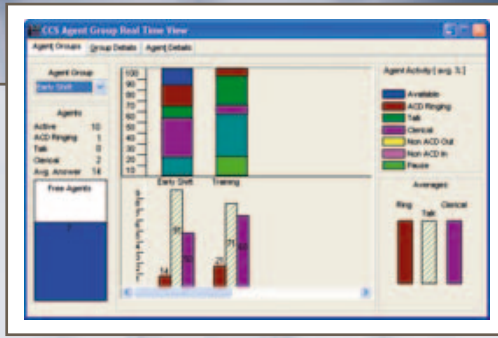 CCS Agent Group Real Time View
Agent Groups Group Details Agent Details
Agent Group
Early Shift
Agents
Active 10
ACD Ringing 1
Talk 0
Clerical 2
Avg. Answer 14
Free Agents
7
100
90
80
70
60
50
40
30
20
10
Early Shift Training
14
91
25
71
Agent Activity [avg. %]
Available
ACD Ringing
Talk
Clerical
Non ACD Out
Non ACD In
Pause
Averages
Ring Talk Clerical